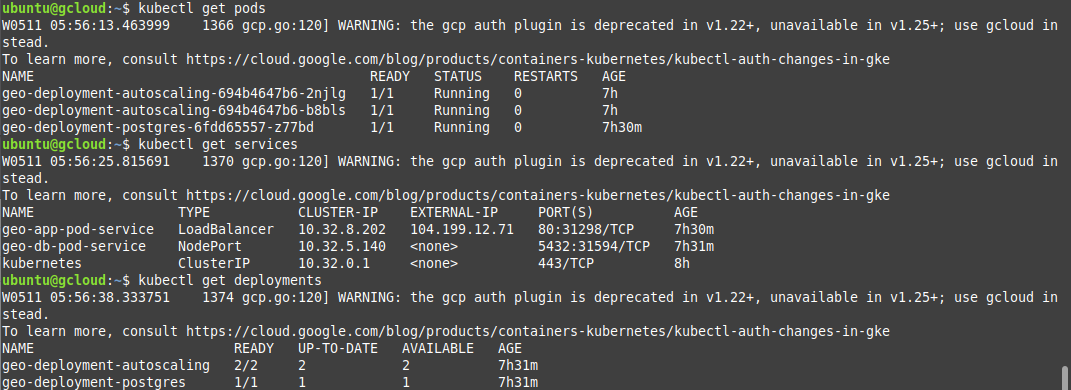 ubuntu@gcloud:~$ kubectl get pods
W0511 05:56:13.463999    1366 gcp.go:120] WARNING: the gcp auth plugin is deprecated in v1.22+, unavailable in v1.25+; use gcloud in
stead.
To learn more, consult https://cloud.google.com/blog/products/containers-kubernetes/kubectl-auth-changes-in-gke
NAME                                          READY   STATUS    RESTARTS   AGE
geo-deployment-autoscaling-694b4647b6-2njlg   1/1     Running   0          7h
geo-deployment-autoscaling-694b4647b6-b8bls   1/1     Running   0          7h
geo-deployment-postgres-6fdd65557-z77bd       1/1     Running   0          7h30m
ubuntu@gcloud:~$ kubectl get services
W0511 05:56:25.815691    1370 gcp.go:120] WARNING: the gcp auth plugin is deprecated in v1.22+, unavailable in v1.25+; use gcloud in
stead.
To learn more, consult https://cloud.google.com/blog/products/containers-kubernetes/kubectl-auth-changes-in-gke
NAME                  TYPE           CLUSTER-IP    EXTERNAL-IP     PORT(S)          AGE
geo-app-pod-service   LoadBalancer   10.32.8.202   104.199.12.71   80:31298/TCP     7h30m
geo-db-pod-service    NodePort       10.32.5.140   <none>          5432:31594/TCP   7h31m
kubernetes            ClusterIP      10.32.0.1     <none>          443/TCP          8h
ubuntu@gcloud:~$ kubectl get deployments
W0511 05:56:38.333751    1374 gcp.go:120] WARNING: the gcp auth plugin is deprecated in v1.22+, unavailable in v1.25+; use gcloud in
stead.
To learn more, consult https://cloud.google.com/blog/products/containers-kubernetes/kubectl-auth-changes-in-gke
NAME                         READY   UP-TO-DATE   AVAILABLE   AGE
geo-deployment-autoscaling   2/2     2            2           7h31m
geo-deployment-postgres      1/1     1            1           7h31m